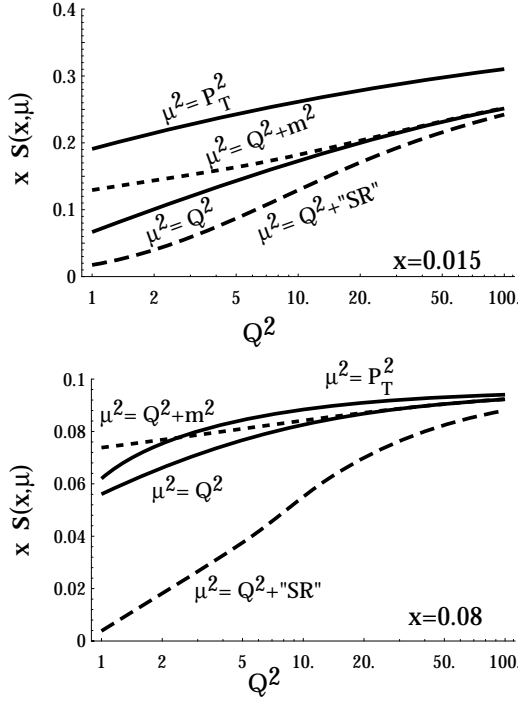 0.4
0.3
0.2
0.1
0
x S(x,μ)
μ²= P_T²
μ²= Q²+m²
μ²= Q²
μ²= Q²+"SR"
x=0.015
1 2 5 10. 20. 50. 100.
Q²
0.1
0.08
0.06
0.04
0.02
0
x S(x,μ)
μ²= P_T²
μ²= Q²+m²
μ²= Q²
μ²= Q²+"SR"
x=0.08
1 2 5 10. 20. 50. 100.
Q²